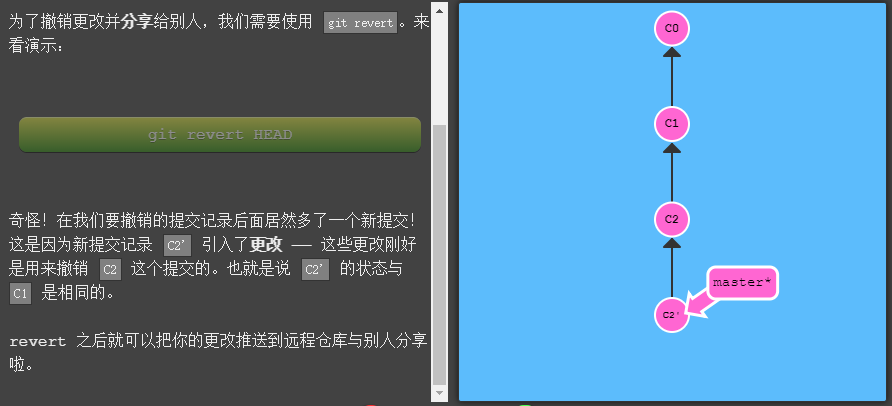 为了撤销更改并分享给别人，我们需要使用 git revert。来
看演示：
git revert HEAD
奇怪！在我们要撤销的提交记录后面居然多了一个新提交！
这是因为新提交记录 C2' 引入了更改 —— 这些更改刚好
是用来撤销 C2 这个提交的。也就是说 C2' 的状态与
C1 是相同的。
revert 之后就可以把你的更改推送到远程仓库与别人分享
啦。
C0
C1
C2
master*
C2'